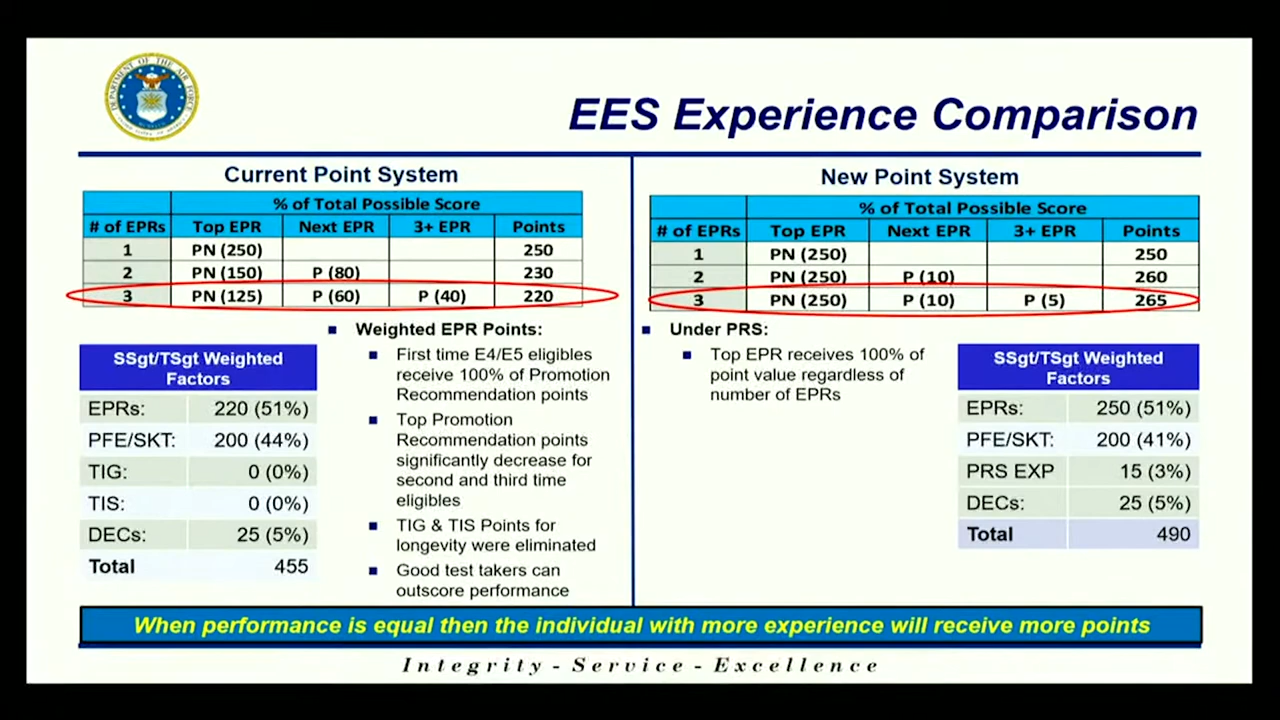 EES Experience Comparison
Current Point System
% of Total Possible Score
# of EPRs Top EPR Next EPR 3+ EPR Points
1 PN (250) 250
2 PN (150) P (80) 230
3 PN (125) P (60) P (40) 220
SSgt/TSgt Weighted
Factors
EPRs: 220 (51%)
PFE/SKT: 200 (44%)
TIG: 0 (0%)
TIS: 0 (0%)
DECs: 25 (5%)
Total 455
Weighted EPR Points:
First time E4/E5 eligibles
receive 100% of Promotion
Recommendation points
Top Promotion
Recommendation points
significantly decrease for
second and third time
eligibles
TIG & TIS Points for
longevity were eliminated
Good test takers can
outscore performance
New Point System
% of Total Possible Score
# of EPRs Top EPR Next EPR 3+ EPR Points
1 PN (250) 250
2 PN (250) P (10) 260
3 PN (250) P (10) P (5) 265
Under PRS:
Top EPR receives 100% of
point value regardless of
number of EPRs
SSgt/TSgt Weighted
Factors
EPRs: 250 (51%)
PFE/SKT: 200 (41%)
PRS EXP 15 (3%)
DECs: 25 (5%)
Total 490
When performance is equal then the individual with more experience will receive more points
Integrity - Service - Excellence
DEPARTMENT OF THE AIR FORCE